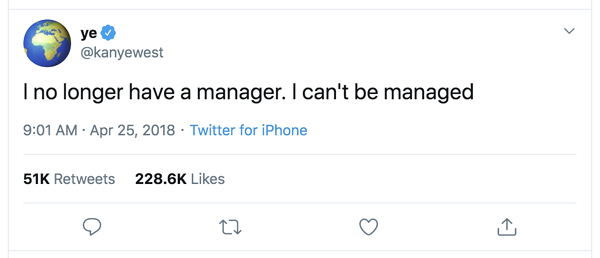 ye
@kanyewest
I no longer have a manager. I can't be managed
9:01 AM · Apr 25, 2018 · Twitter for iPhone
51K Retweets 228.6K Likes